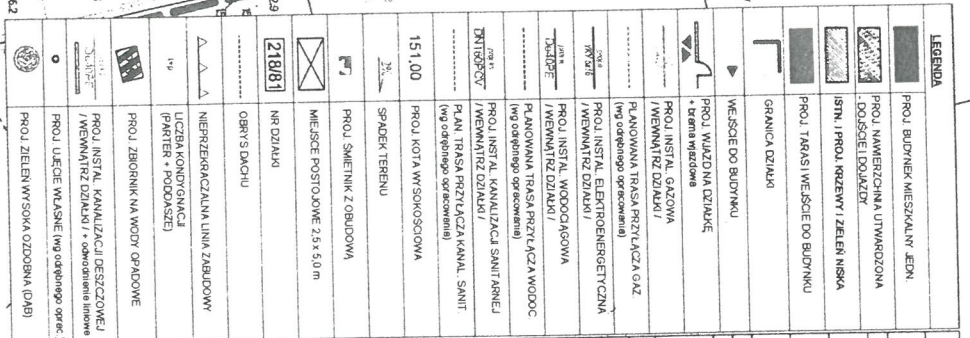 LEGENDA
PROJ. BUDYNEK MIESZKALNY JEDN.
PROJ. NAWIERZCHNIA UTWARDZONA
- DOJŚCIE I DOJAZDY
ISTN. I PROJ. KRZEWY I ZIELEŃ NISKA
PROJ. TARAS I WEJŚCIE DO BUDYNKU
GRANICA DZIAŁKI
WEJŚCIE DO BUDYNKU
PROJ. WJAZD NA DZIAŁKĘ
+ brama wjazdowa
PROJ. INSTAL. GAZOWA
/ WEWNĄTRZ DZIAŁKI /
PLANOWANA TRASA PRZYŁĄCZA GAZ.
(wg odrębnego opracowania)
PROJ. INSTAL. ELEKTROENERGETYCZNA
/ WEWNĄTRZ DZIAŁKI /
PROJ. INSTAL. WODOCIĄGOWA
/ WEWNĄTRZ DZIAŁKI /
PLANOWANA TRASA PRZYŁĄCZA WODOC
(wg odrębnego opracowania)
DN160PCV
PROJ. INSTAL. KANALIZACJI SANITARNEJ
/ WEWNĄTRZ DZIAŁKI /
PLAN. TRASA PRZYŁĄCZA KANAL. SANIT.
(wg odrębnego opracowania)
151,00
PROJ. KOTA WYSOKOŚCIOWA
SPADEK TERENU
PROJ. ŚMIETNIK Z OBUDOWĄ
MIEJSCE POSTOJOWE 2,5 x 5,0 m
218/81
NR DZIAŁKI
OBRYS DACHU
NIEPRZEKRACZALNA LINIA ZABUDOWY
LICZBA KONDYGNACJI
(PARTER + PODDASZE)
PROJ. ZBIORNIK NA WODY OPADOWE
PROJ. INSTAL. KANALIZACJI DESZCZOWEJ
/ WEWNĄTRZ DZIAŁKI / + odwodnienie liniowe
PROJ. UJĘCIE WŁASNE (wg odrębnego oprac.
PROJ. ZIELEŃ WYSOKA OZDOBNA (DĄB)
6.2
2.9